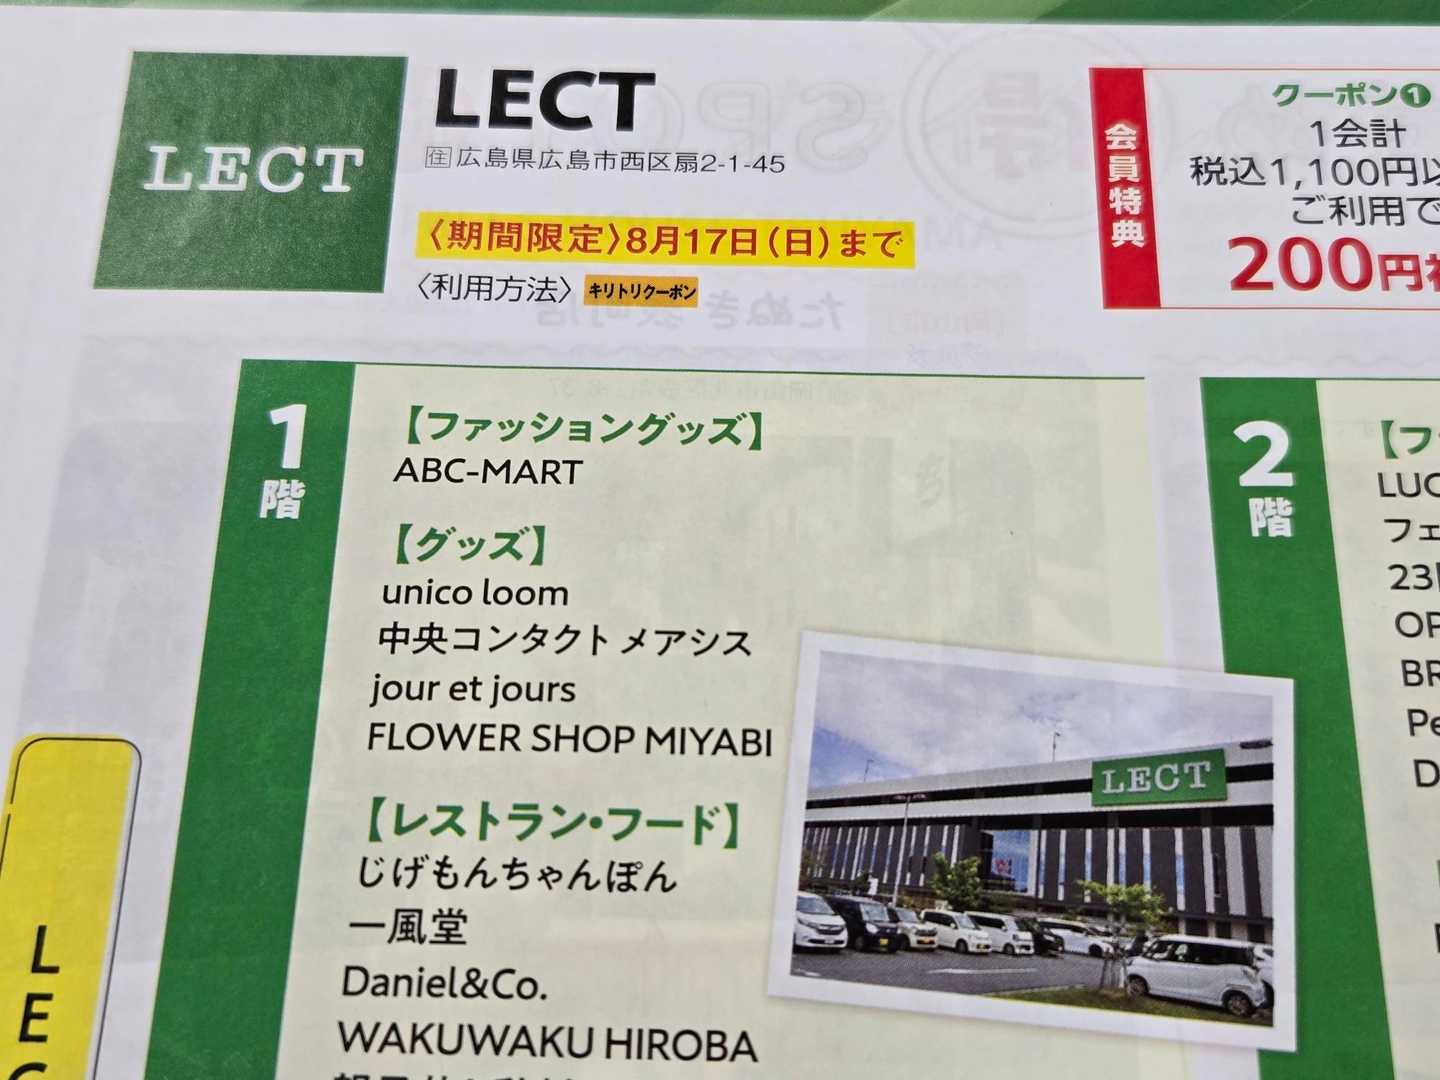 LECT
LECT
住広島県広島市西区扇2-1-45
〈期間限定〉8月17日(日)まで
〈利用方法〉 キリトリクーポン
会員特典
クーポン❶
1会計
税込1,100円
ご利用で
200円
1階
【ファッショングッズ】
ABC-MART
【グッズ】
unico loom
中央コンタクト メアシス
jour et jours
FLOWER SHOP MIYABI
【レストラン・フード】
じげもんちゃんぽん
一風堂
Daniel&Co.
WAKUWAKU HIROBA
LECT
2階
【フ
LUC
フェ
23
OP
BR
Pe
D
LE